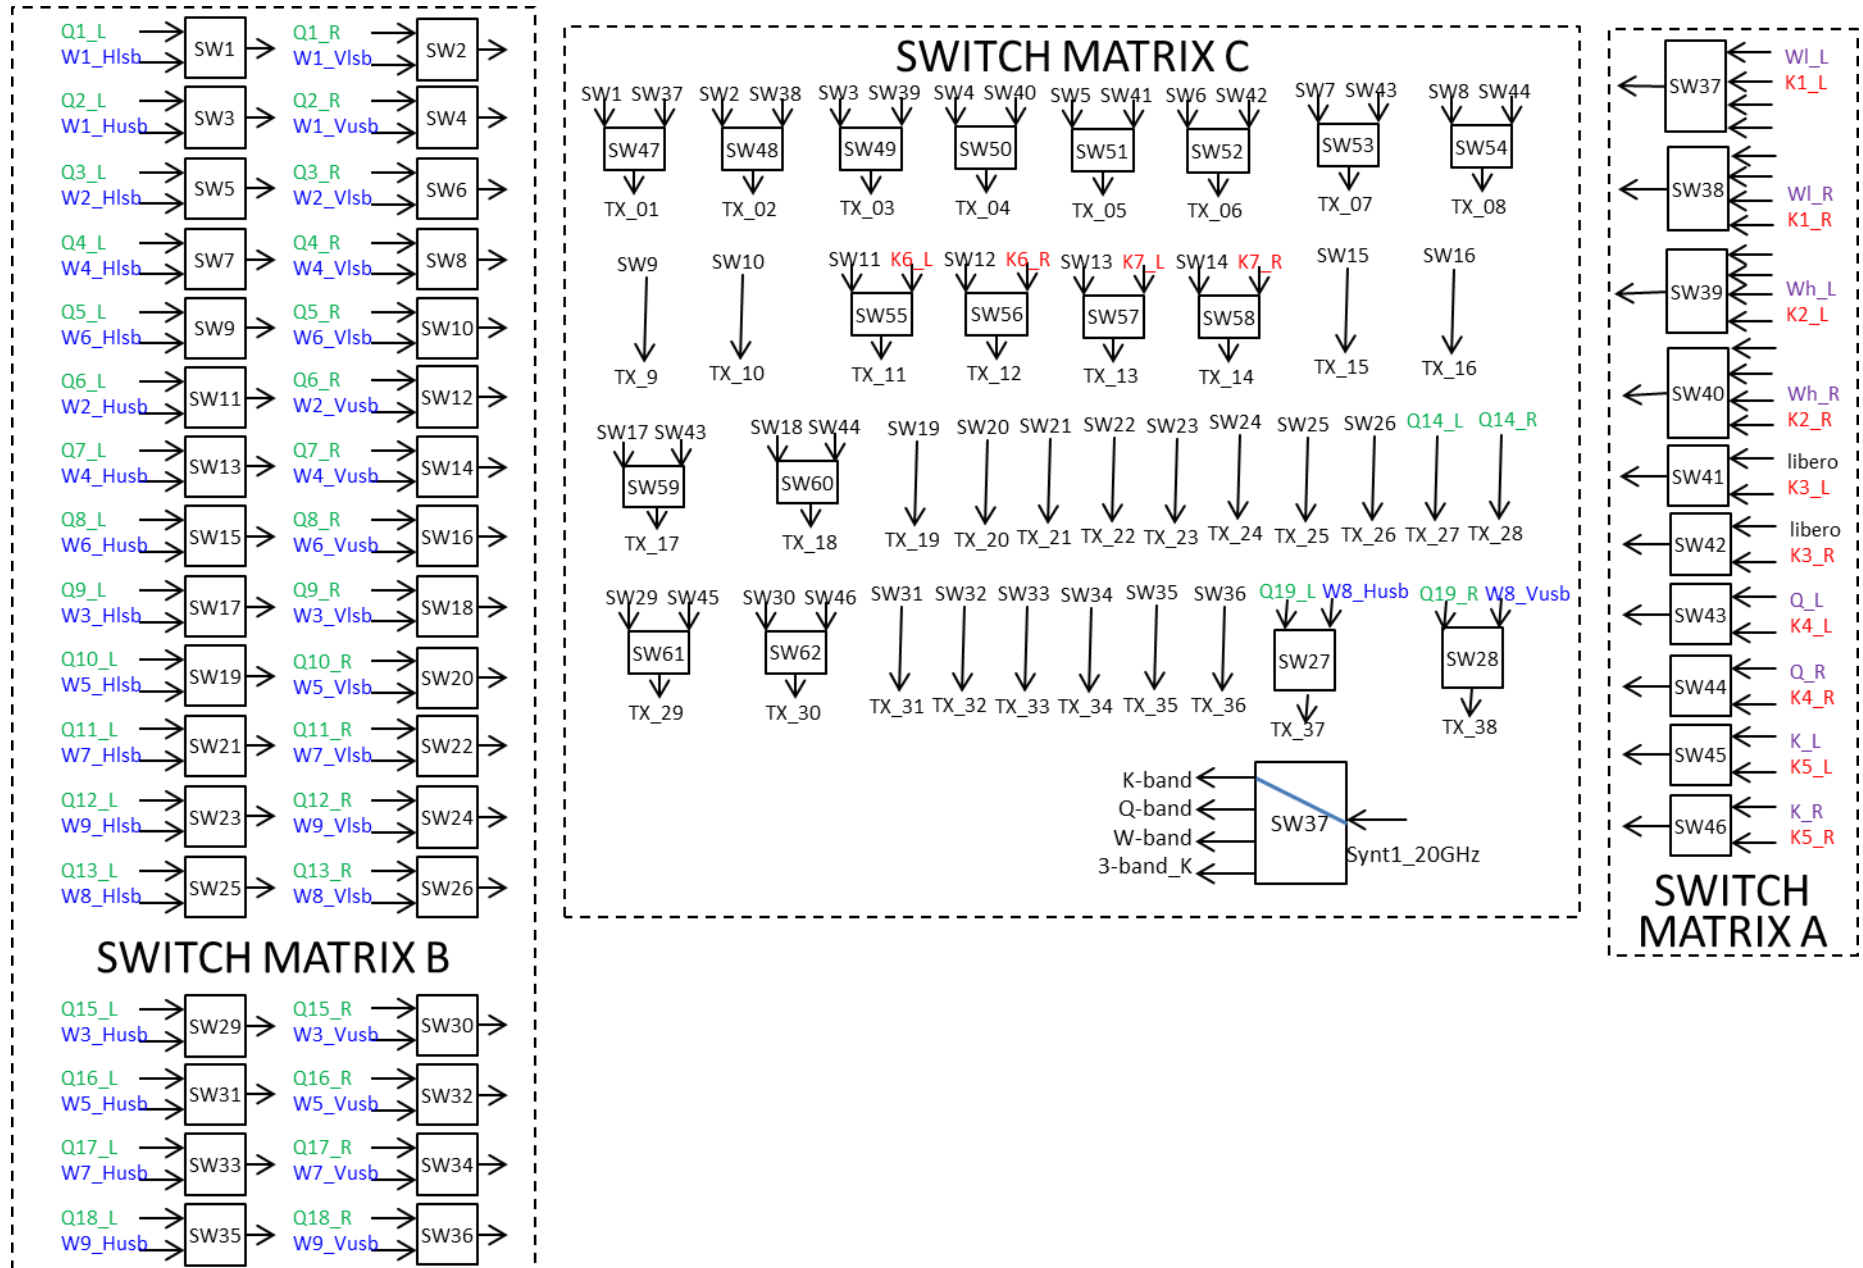 Q1_L
W1_Hlsb
SW1
Q1_R
W1_Vlsb
SW2
Q2_L
W1_Husb
SW3
Q2_R
W1_Vusb
SW4
Q3_L
W2_Hlsb
SW5
Q3_R
W2_Vlsb
SW6
Q4_L
W4_Hlsb
SW7
Q4_R
W4_Vlsb
SW8
Q5_L
W6_Hlsb
SW9
Q5_R
W6_Vlsb
SW10
Q6_L
W2_Husb
SW11
Q6_R
W2_Vusb
SW12
Q7_L
W4_Husb
SW13
Q7_R
W4_Vusb
SW14
Q8_L
W6_Husb
SW15
Q8_R
W6_Vusb
SW16
Q9_L
W3_Hlsb
SW17
Q9_R
W3_Vlsb
SW18
Q10_L
W5_Hlsb
SW19
Q10_R
W5_Vlsb
SW20
Q11_L
W7_Hlsb
SW21
Q11_R
W7_Vlsb
SW22
Q12_L
W9_Hlsb
SW23
Q12_R
W9_Vlsb
SW24
Q13_L
W8_Hlsb
SW25
Q13_R
W8_Vlsb
SW26
SWITCH MATRIX B
Q15_L
W3_Husb
SW29
Q15_R
W3_Vusb
SW30
Q16_L
W5_Husb
SW31
Q16_R
W5_Vusb
SW32
Q17_L
W7_Husb
SW33
Q17_R
W7_Vusb
SW34
Q18_L
W9_Husb
SW35
Q18_R
W9_Vusb
SW36
SWITCH MATRIX C
SW1 SW37 SW2 SW38 SW3 SW39 SW4 SW40 SW5 SW41 SW6 SW42 SW7 SW43 SW8 SW44
SW47 SW48 SW49 SW50 SW51 SW52 SW53 SW54
TX_01 TX_02 TX_03 TX_04 TX_05 TX_06 TX_07 TX_08
SW9 SW10 SW11 K6_L SW12 K6_R SW13 K7_L SW14 K7_R SW15 SW16
SW55 SW56 SW57 SW58
TX_9 TX_10 TX_11 TX_12 TX_13 TX_14 TX_15 TX_16
SW17 SW43 SW18 SW44 SW19 SW20 SW21 SW22 SW23 SW24 SW25 SW26 Q14_L Q14_R
SW59 SW60
TX_17 TX_18 TX_19 TX_20 TX_21 TX_22 TX_23 TX_24 TX_25 TX_26 TX_27 TX_28
SW29 SW45 SW30 SW46 SW31 SW32 SW33 SW34 SW35 SW36 Q19_L W8_Husb Q19_R W8_Vusb
SW61 SW62 SW27 SW28
TX_29 TX_30 TX_31 TX_32 TX_33 TX_34 TX_35 TX_36 TX_37 TX_38
K-band
Q-band
W-band
3-band_K
SW37
Synt1_20GHz
SW37
Wl_L
K1_L
SW38
Wl_R
K1_R
SW39
Wh_L
K2_L
SW40
Wh_R
K2_R
SW41
libero
K3_L
SW42
libero
K3_R
SW43
Q_L
K4_L
SW44
Q_R
K4_R
SW45
K_L
K5_L
SW46
K_R
K5_R
SWITCH
MATRIX A